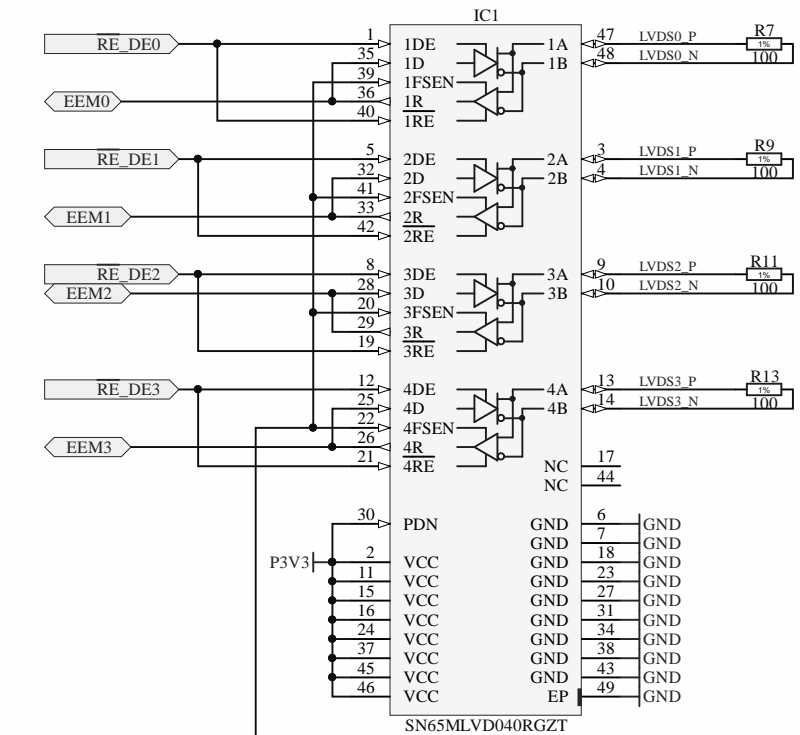 IC1
RE_DE0 1 1DE 1A 47 LVDS0_P R7
35 1D 1B 48 LVDS0_N 1% 100
39 1FSEN
EEM0 36 1R
40 1RE
RE_DE1 5 2DE 2A 3 LVDS1_P R9
32 2D 2B 4 LVDS1_N 1% 100
41 2FSEN
EEM1 33 2R
42 2RE
RE_DE2 8 3DE 3A 9 LVDS2_P R11
EEM2 28 3D 3B 10 LVDS2_N 1% 100
20 3FSEN
29 3R
19 3RE
RE_DE3 12 4DE 4A 13 LVDS3_P R13
25 4D 4B 14 LVDS3_N 1% 100
22 4FSEN
EEM3 26 4R
21 4RE NC 17
NC 44
30 PDN GND 6 GND
GND 7 GND
P3V3 2 VCC GND 18 GND
11 VCC GND 23 GND
15 VCC GND 27 GND
16 VCC GND 31 GND
24 VCC GND 34 GND
37 VCC GND 38 GND
45 VCC GND 43 GND
46 VCC EP 49 GND
SN65MLVD040RGZT